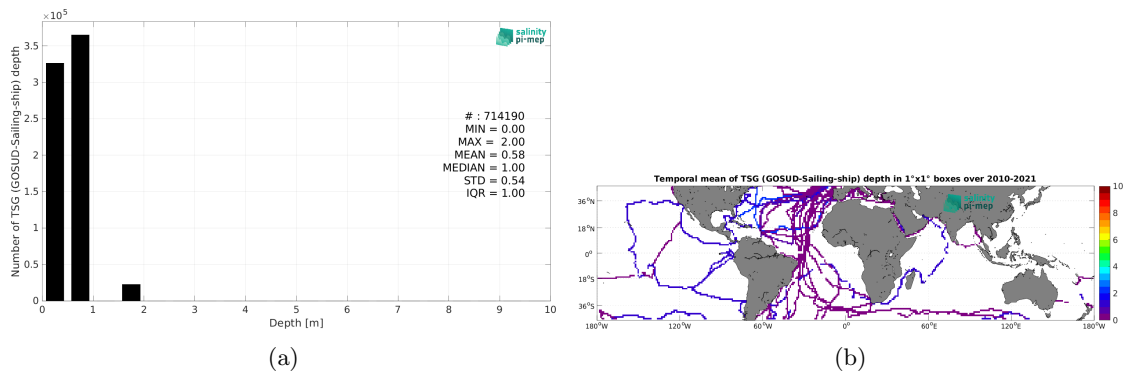 ×10⁵
3.5
3
2.5
2
1.5
1
0.5
0
Number of TSG (GOSUD-Sailing-ship) depth
salinity
pi-mep
# : 714190
MIN = 0.00
MAX = 2.00
MEAN = 0.58
MEDIAN = 1.00
STD = 0.54
IQR = 1.00
0 1 2 3 4 5 6 7 8 9 10
Depth [m]
(a)
Temporal mean of TSG (GOSUD-Sailing-ship) depth in 1°x1° boxes over 2010-2021
salinity
pi-mep
36°N
18°N
0°
18°S
36°S
180°W 120°W 60°W 0° 60°E 120°E 180°W
10
8
6
4
2
0
(b)